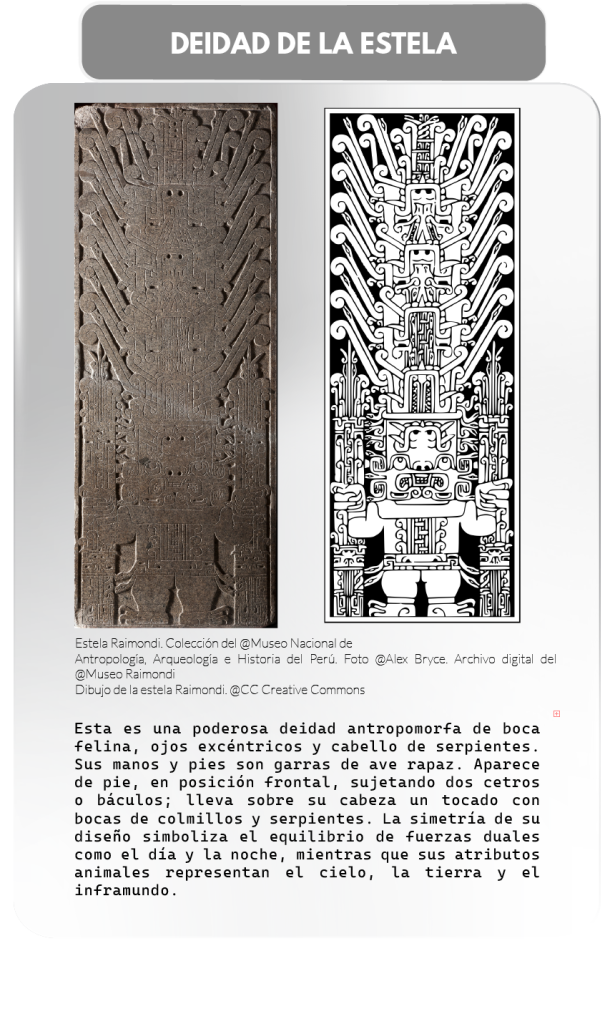 DEIDAD DE LA ESTELA
Estela Raimondi. Colección del @Museo Nacional de
Antropología, Arqueología e Historia del Perú. Foto @Alex Bryce. Archivo digital del
@Museo Raimondi
Dibujo de la estela Raimondi. @CC Creative Commons
Esta es una poderosa deidad antropomorfa de boca
felina, ojos excéntricos y cabello de serpientes.
Sus manos y pies son garras de ave rapaz. Aparece
de pie, en posición frontal, sujetando dos cetros
o báculos; lleva sobre su cabeza un tocado con
bocas de colmillos y serpientes. La simetría de su
diseño simboliza el equilibrio de fuerzas duales
como el día y la noche, mientras que sus atributos
animales representan el cielo, la tierra y el
inframundo.